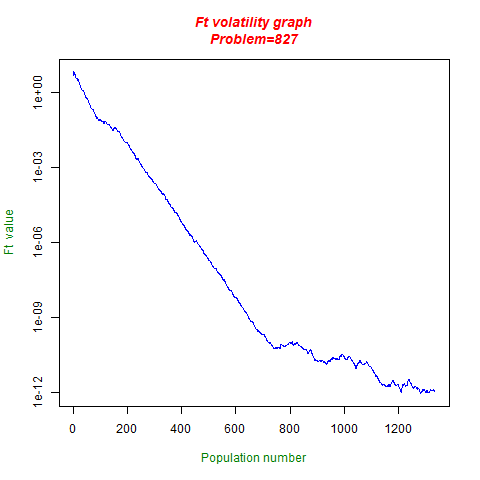 Ft volatility graph
Problem=827
Ft value
1e+00
1e-03
1e-06
1e-09
1e-12
0 200 400 600 800 1000 1200
Population number